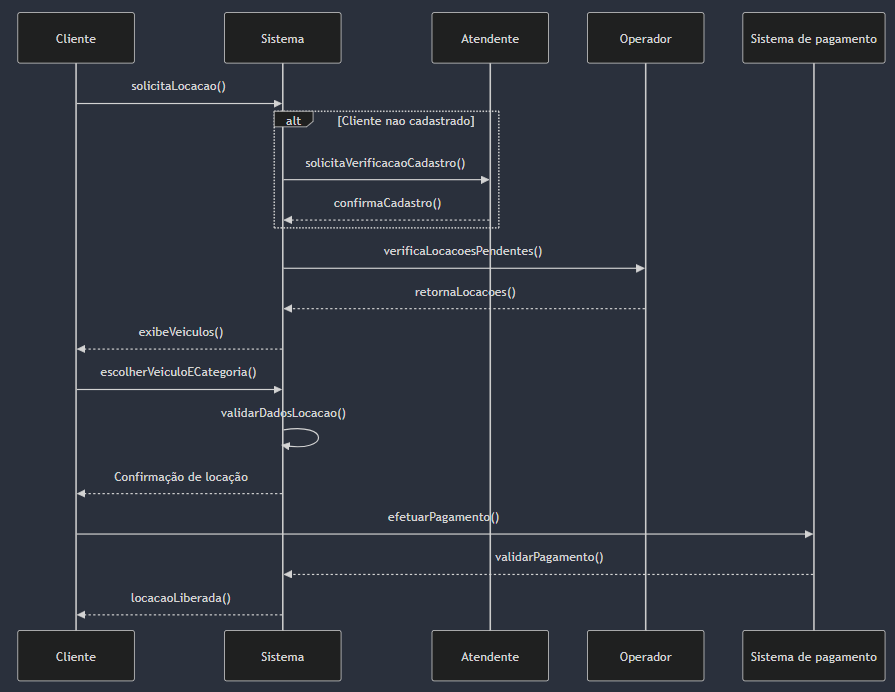 Cliente
Sistema
Atendente
Operador
Sistema de pagamento
solicitaLocacao()
alt
[Cliente nao cadastrado]
solicitaVerificacaoCadastro()
confirmaCadastro()
verificaLocacoesPendentes()
retornaLocacoes()
exibeVeiculos()
escolherVeiculoECategoria()
validarDadosLocacao()
Confirmação de locação
efetuarPagamento()
validarPagamento()
locacaoLiberada()
Cliente
Sistema
Atendente
Operador
Sistema de pagamento